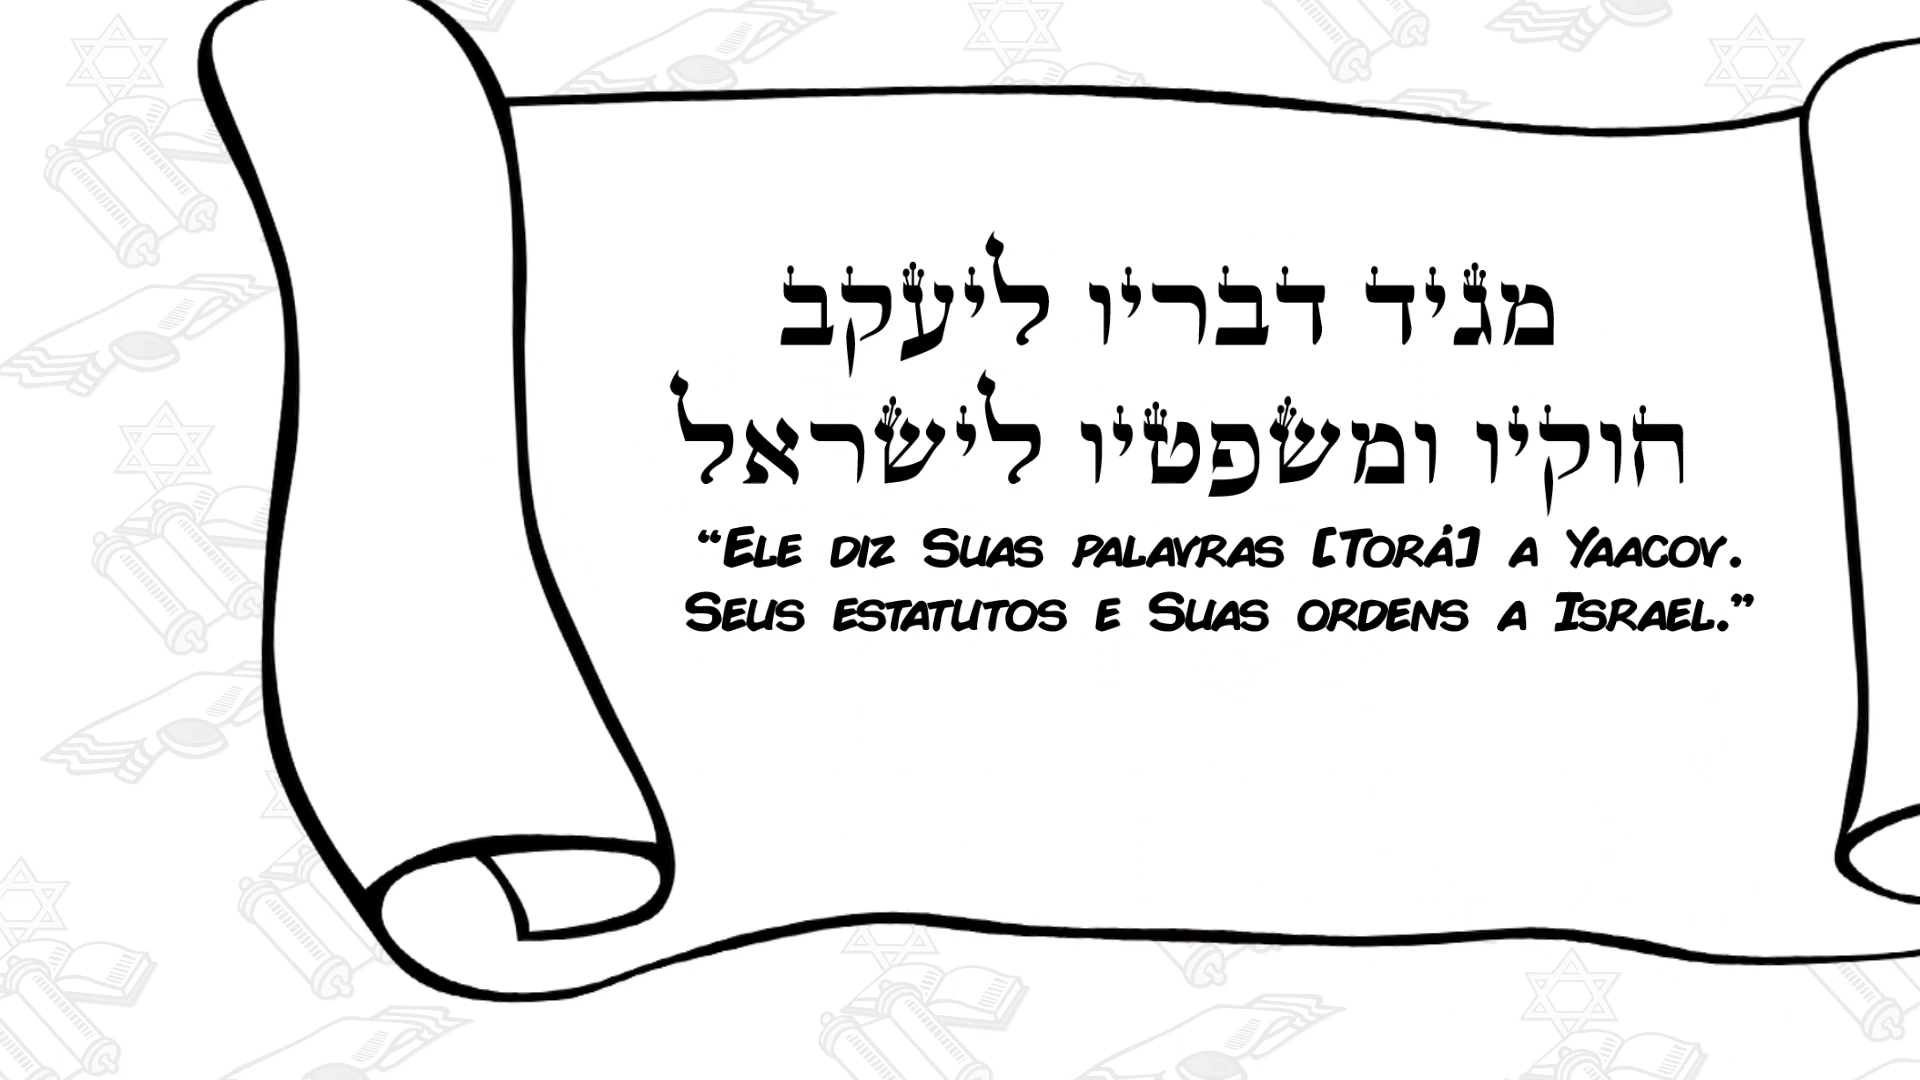 מגיד דבריו ליעקב
חוקיו ומשפטיו לישראל
“Ele diz Suas palavras [Torá] a Yaacov.
Seus estatutos e Suas ordens a Israel.”